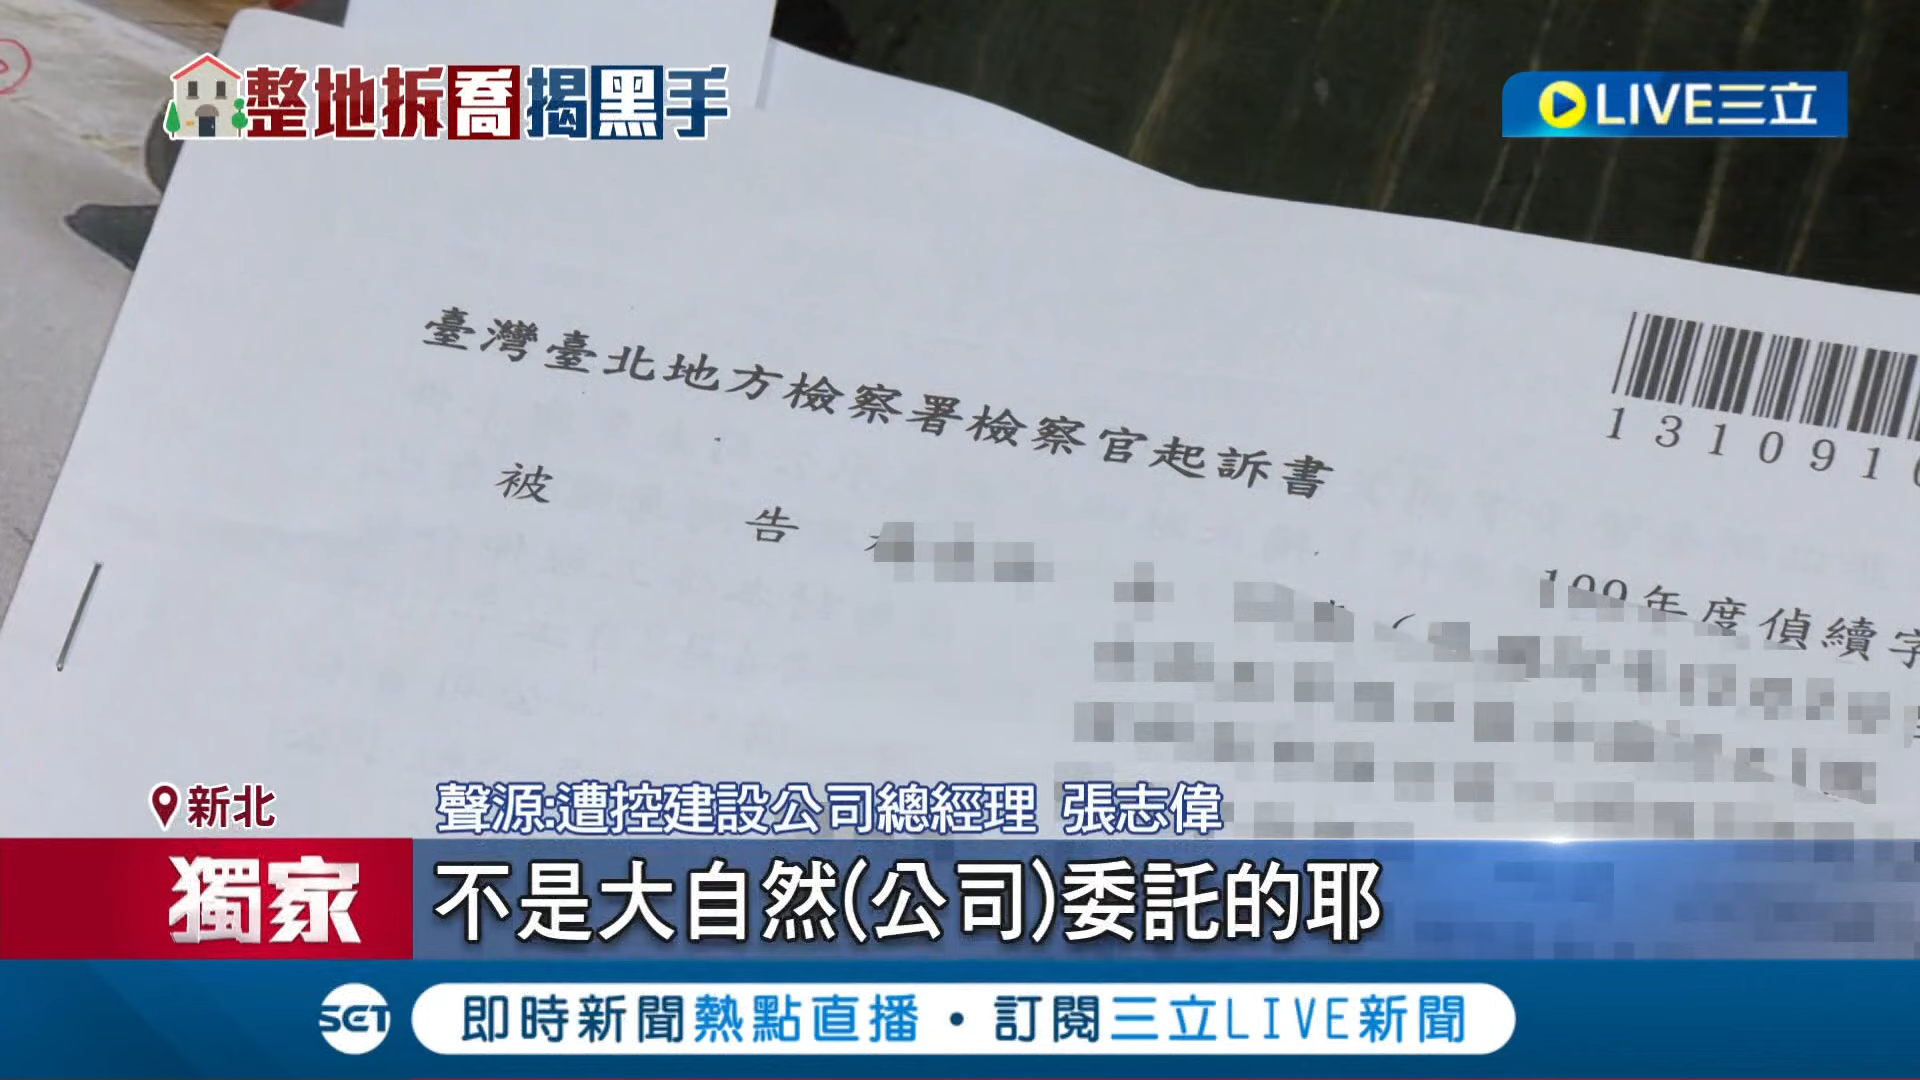 整地拆喬揭黑手
LIVE三立
臺灣臺北地方檢察署檢察官起訴書
131091
被告
年度偵續字
新北
聲源:遭控建設公司總經理 張志偉
獨家
不是大自然(公司)委託的耶
SET
即時新聞熱點直播・訂閱三立LIVE新聞